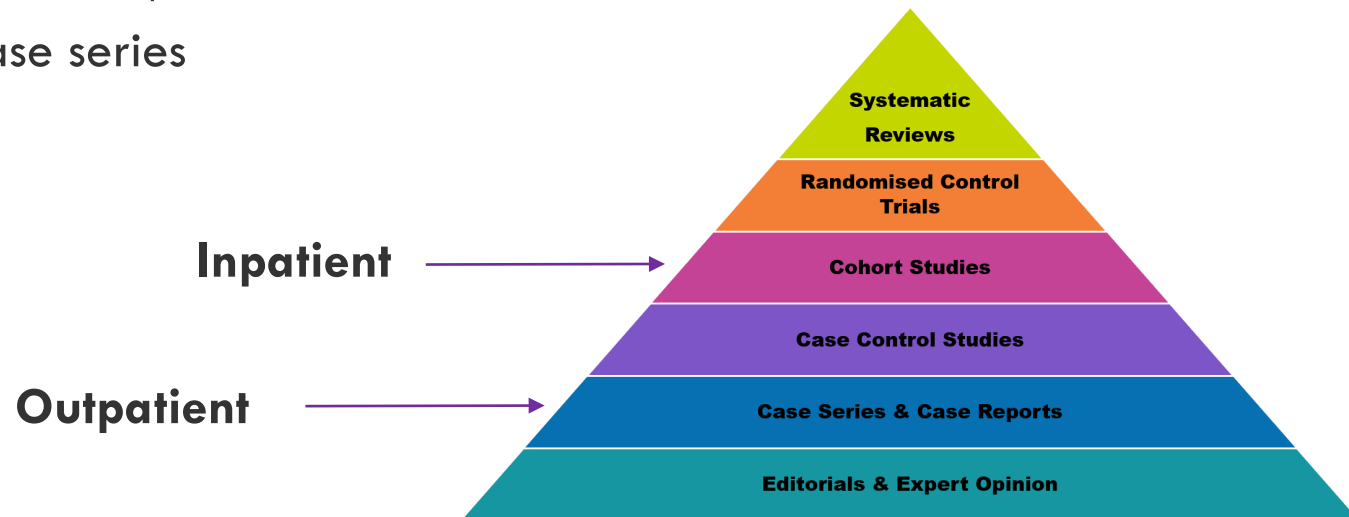 ase series
Systematic
Reviews
Randomised Control
Trials
Inpatient
Cohort Studies
Case Control Studies
Outpatient
Case Series & Case Reports
Editorials & Expert Opinion